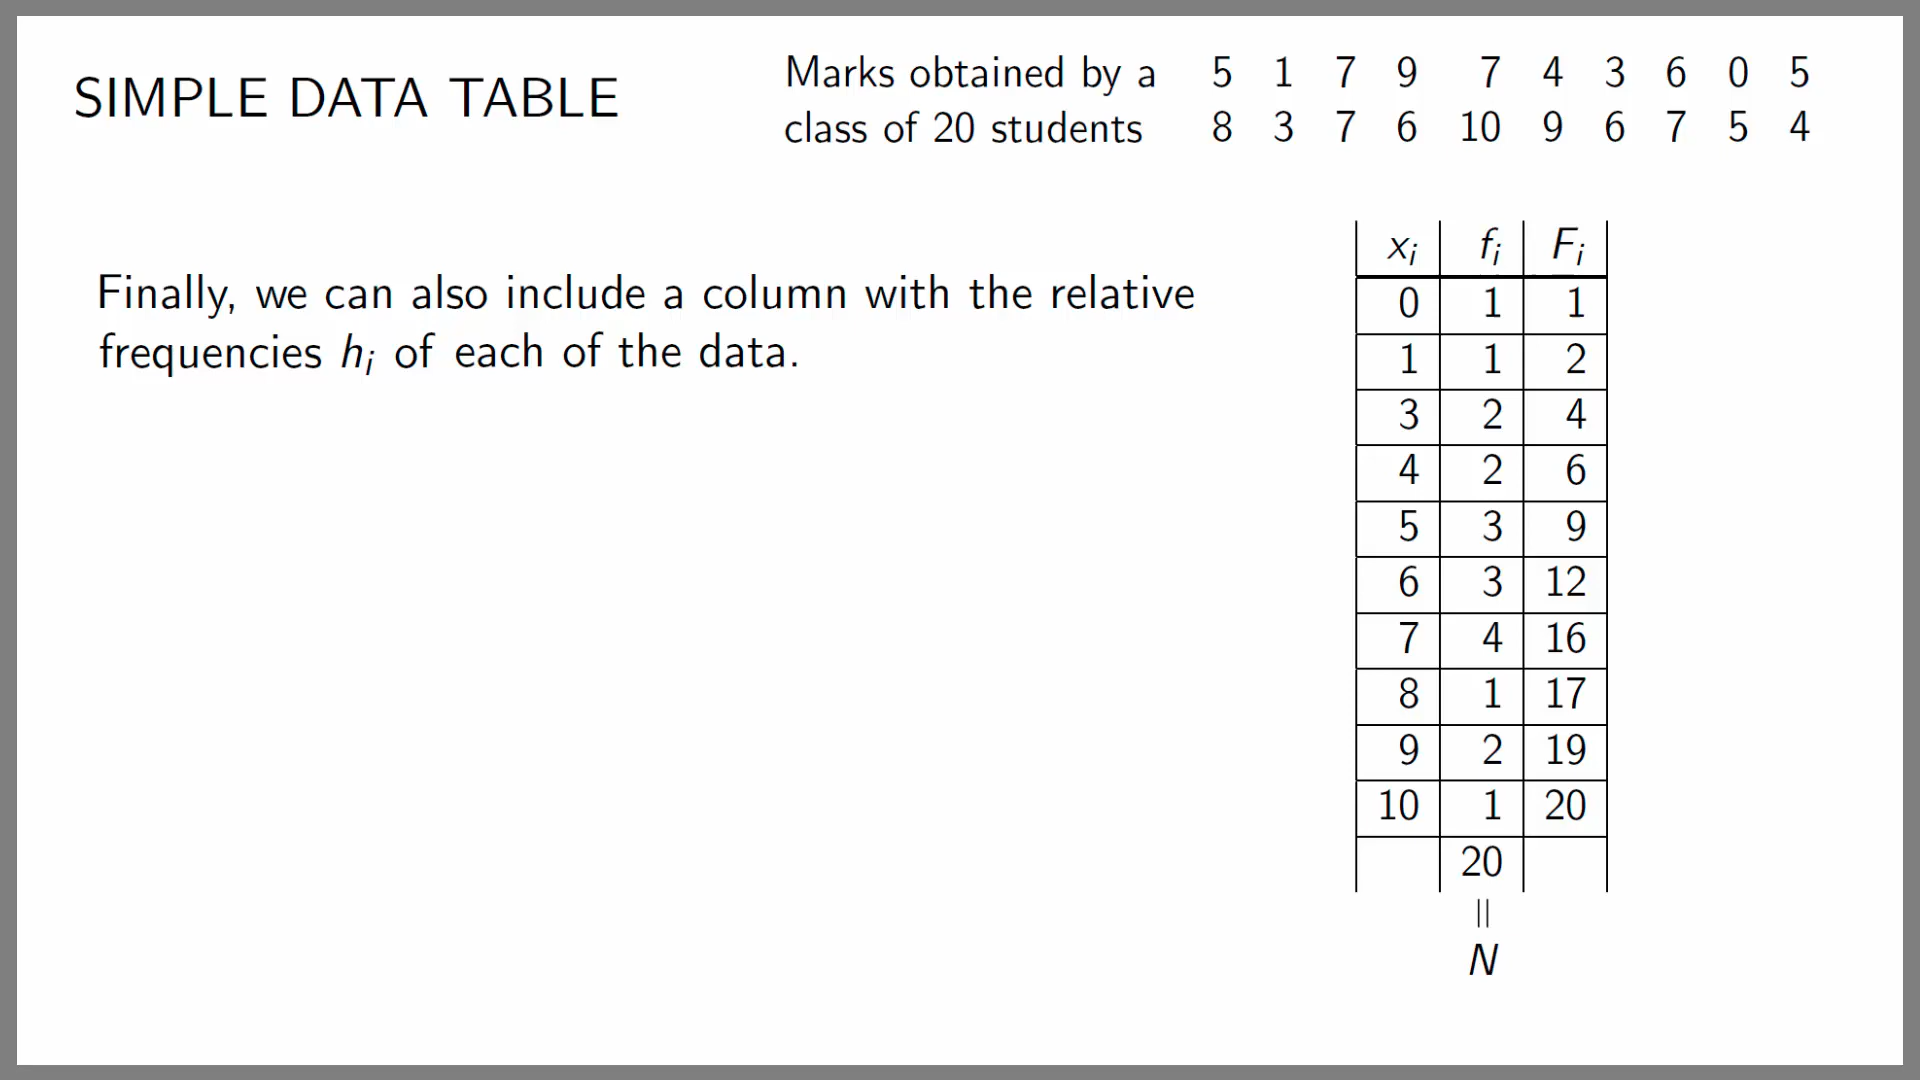 SIMPLE DATA TABLE
Marks obtained by a 5 1 7 9 7 4 3 6 0 5
class of 20 students 8 3 7 6 10 9 6 7 5 4
Finally, we can also include a column with the relative
frequencies hᵢ of each of the data.
xᵢ fᵢ Fᵢ
0 1 1
1 1 2
3 2 4
4 2 6
5 3 9
6 3 12
7 4 16
8 1 17
9 2 19
10 1 20
20
=
N